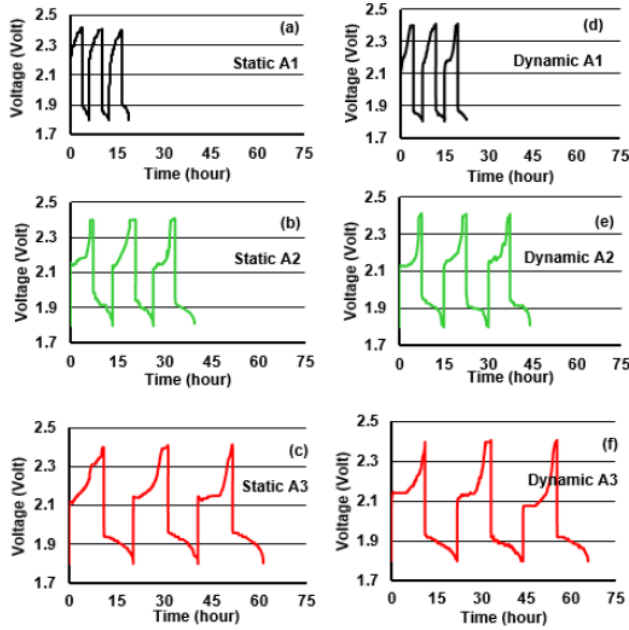 2.5
(a)
2.3
Static A1
2.1
1.9
1.7
Voltage (Volt)
0 15 30 45 60 75
Time (hour)
2.5
(d)
2.3
Dynamic A1
2.1
1.9
1.7
Voltage (Volt)
0 15 30 45 60 75
Time (hour)
2.5
(b)
2.3
Static A2
2.1
1.9
1.7
Voltage (Volt)
0 15 30 45 60 75
Time (hour)
2.5
(e)
2.3
Dynamic A2
2.1
1.9
1.7
Voltage (Volt)
0 15 30 45 60 75
Time (hour)
2.5
(c)
2.3
Static A3
2.1
1.9
1.7
Voltage (Volt)
0 15 30 45 60 75
Time (hour)
2.5
(f)
2.3
Dynamic A3
2.1
1.9
1.7
Voltage (Volt)
0 15 30 45 60 75
Time (hour)